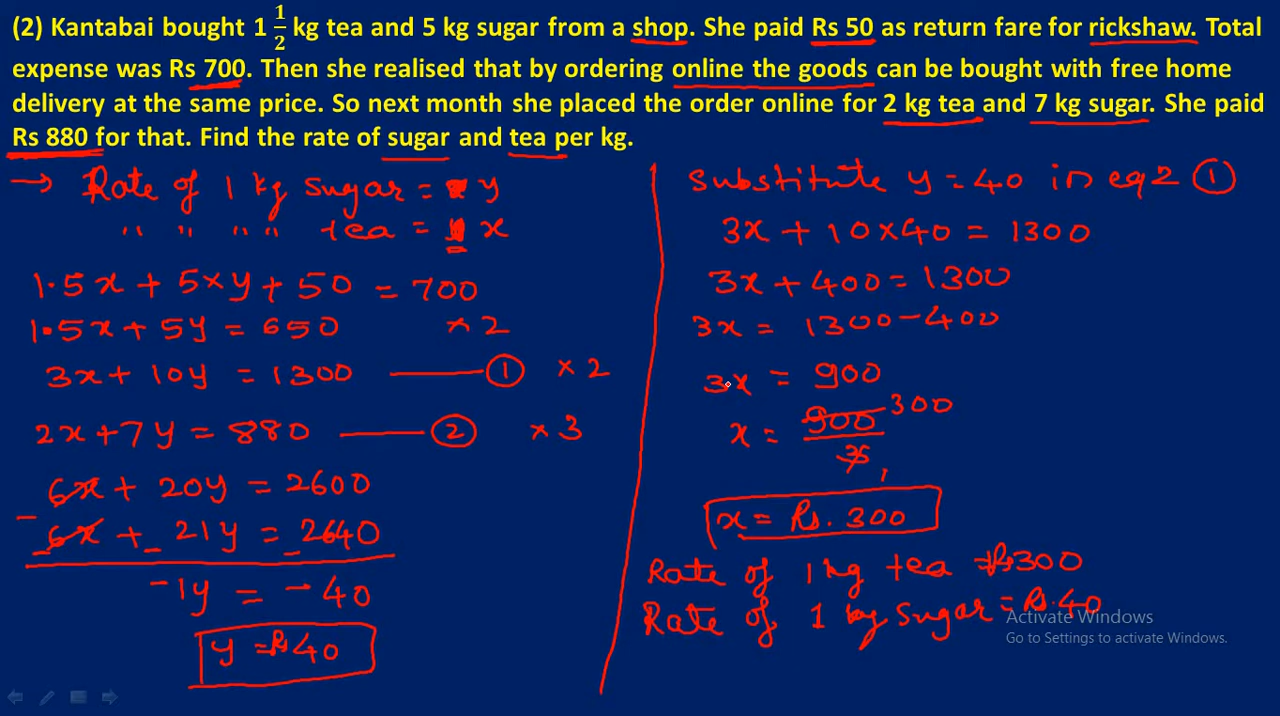 (2) Kantabai bought 1 1/2 kg tea and 5 kg sugar from a shop. She paid Rs 50 as return fare for rickshaw. Total
expense was Rs 700. Then she realised that by ordering online the goods can be bought with free home
delivery at the same price. So next month she placed the order online for 2 kg tea and 7 kg sugar. She paid
Rs 880 for that. Find the rate of sugar and tea per kg.
→ Rate of 1 kg sugar = y
" " " " tea = x
1.5x + 5×y + 50 = 700
1.5x + 5y = 650 ×2
3x + 10y = 1300 —— ① ×2
2x + 7y = 880 —— ② ×3
6x + 20y = 2600
- 6x + 21y = 2640
- - -
-1y = -40
y = Rs 40
Substitute y = 40 in eq2 ①
3x + 10×40 = 1300
3x + 400 = 1300
3x = 1300 - 400
3x = 900
x = 900/3 300
1
x = Rs. 300
Rate of 1 kg tea = Rs 300
Rate of 1 kg sugar = Rs. 40
Activate Windows
Go to Settings to activate Windows.